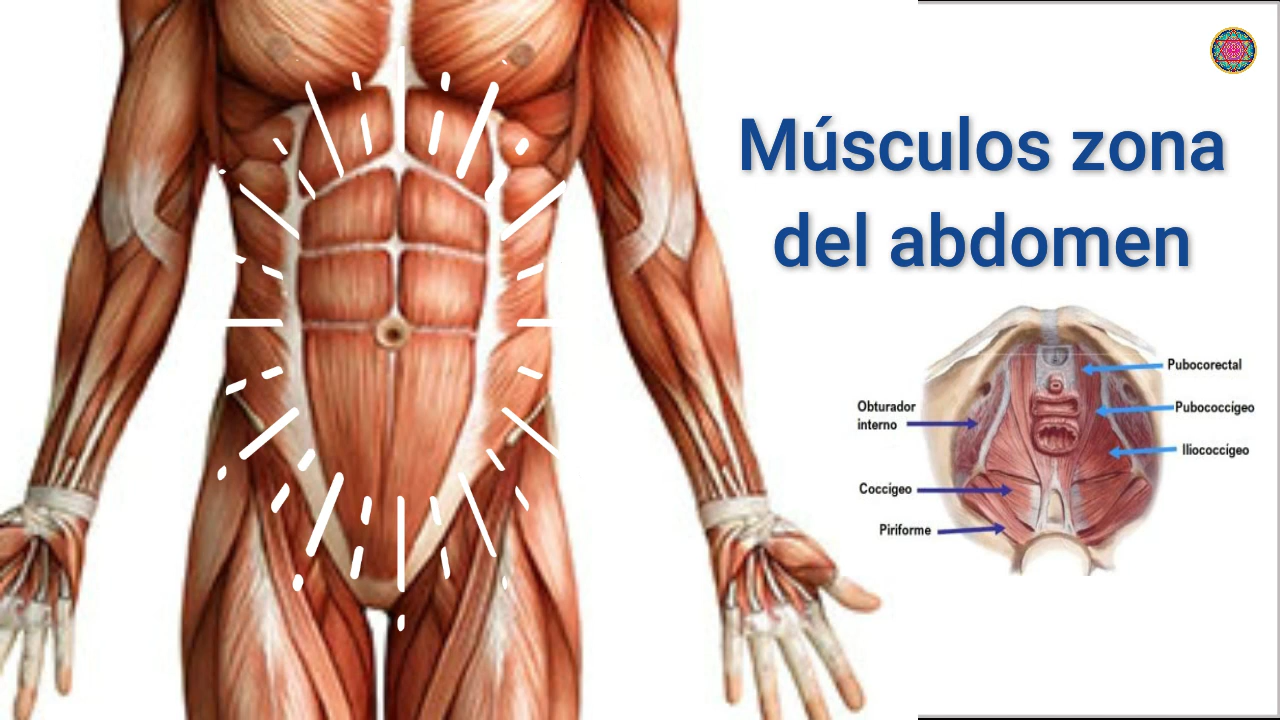 Músculos zona
del abdomen
Pubocorectal
Obturador
interno
Pubococcígeo
Iliococcígeo
Coccígeo
Piriforme